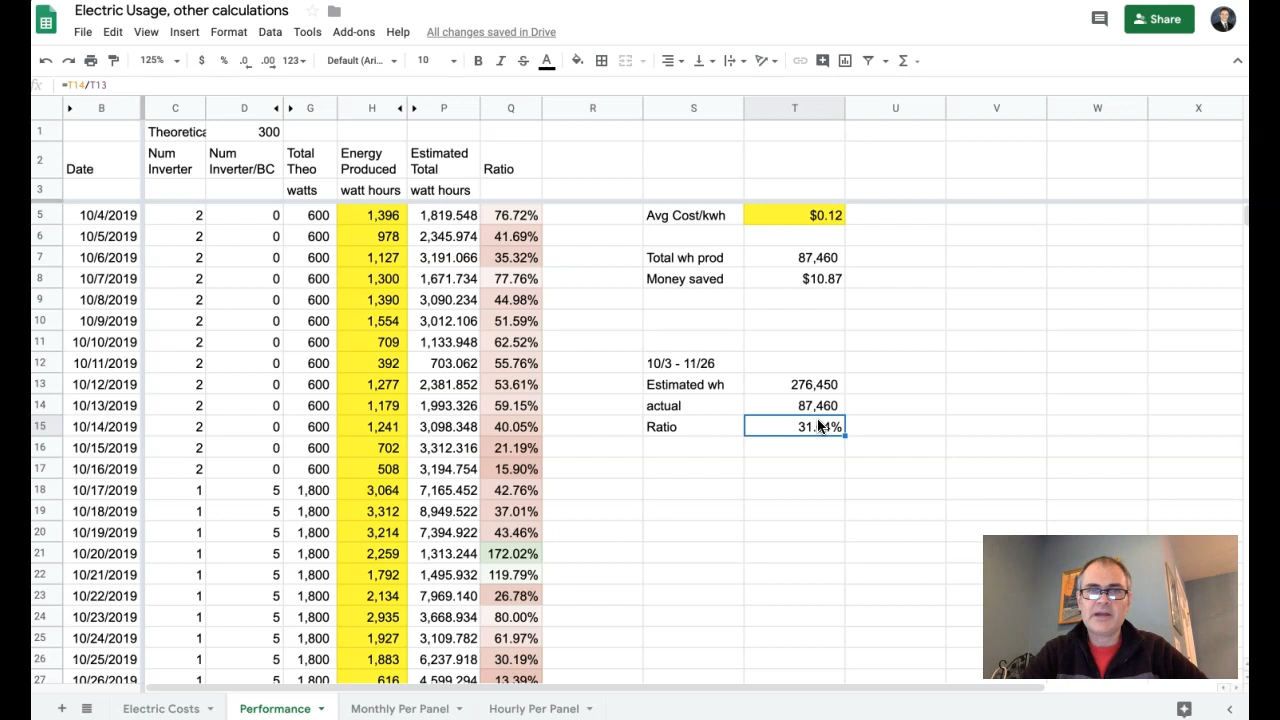 Electric Usage, other calculations
File Edit View Insert Format Data Tools Add-ons Help All changes saved in Drive
Share
125% $ % .0 .00 123 Default (Ari... 10 B I S A
=T14/T13
B C D G H P Q R S T U V W X
1 Theoretica 300
2 Date Num Inverter Num Inverter/BC Total Theo Energy Produced Estimated Total Ratio
3 watts watt hours watt hours
5 10/4/2019 2 0 600 1,396 1,819.548 76.72% Avg Cost/kwh $0.12
6 10/5/2019 2 0 600 978 2,345.974 41.69%
7 10/6/2019 2 0 600 1,127 3,191.066 35.32% Total wh prod 87,460
8 10/7/2019 2 0 600 1,300 1,671.734 77.76% Money saved $10.87
9 10/8/2019 2 0 600 1,390 3,090.234 44.98%
10 10/9/2019 2 0 600 1,554 3,012.106 51.59%
11 10/10/2019 2 0 600 709 1,133.948 62.52%
12 10/11/2019 2 0 600 392 703.062 55.76% 10/3 - 11/26
13 10/12/2019 2 0 600 1,277 2,381.852 53.61% Estimated wh 276,450
14 10/13/2019 2 0 600 1,179 1,993.326 59.15% actual 87,460
15 10/14/2019 2 0 600 1,241 3,098.348 40.05% Ratio
16 10/15/2019 2 0 600 702 3,312.316 21.19%
17 10/16/2019 2 0 600 508 3,194.754 15.90%
18 10/17/2019 1 5 1,800 3,064 7,165.452 42.76%
19 10/18/2019 1 5 1,800 3,312 8,949.522 37.01%
20 10/19/2019 1 5 1,800 3,214 7,394.922 43.46%
21 10/20/2019 1 5 1,800 2,259 1,313.244 172.02%
22 10/21/2019 1 5 1,800 1,792 1,495.932 119.79%
23 10/22/2019 1 5 1,800 2,134 7,969.140 26.78%
24 10/23/2019 1 5 1,800 2,935 3,668.934 80.00%
25 10/24/2019 1 5 1,800 1,927 3,109.782 61.97%
26 10/25/2019 1 5 1,800 1,883 6,237.918 30.19%
27 10/26/2019 1 5 1,800 616 4,599.294 13.39%
Electric Costs Performance Monthly Per Panel Hourly Per Panel